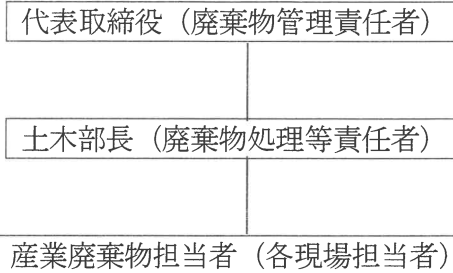 代表取締役（廃棄物管理責任者）
土木部長（廃棄物処理等責任者）
産業廃棄物担当者（各現場担当者）